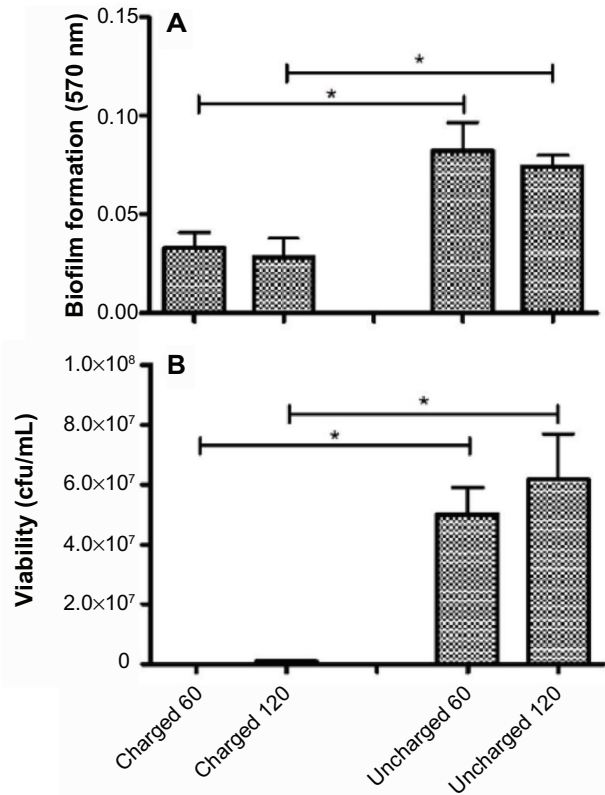 A
Biofilm formation (570 nm)
0.15
0.10
0.05
0.00
*
*
B
Viability (cfu/mL)
1.0×10⁸
8.0×10⁷
6.0×10⁷
4.0×10⁷
2.0×10⁷
0
*
*
Charged 60
Charged 120
Uncharged 60
Uncharged 120